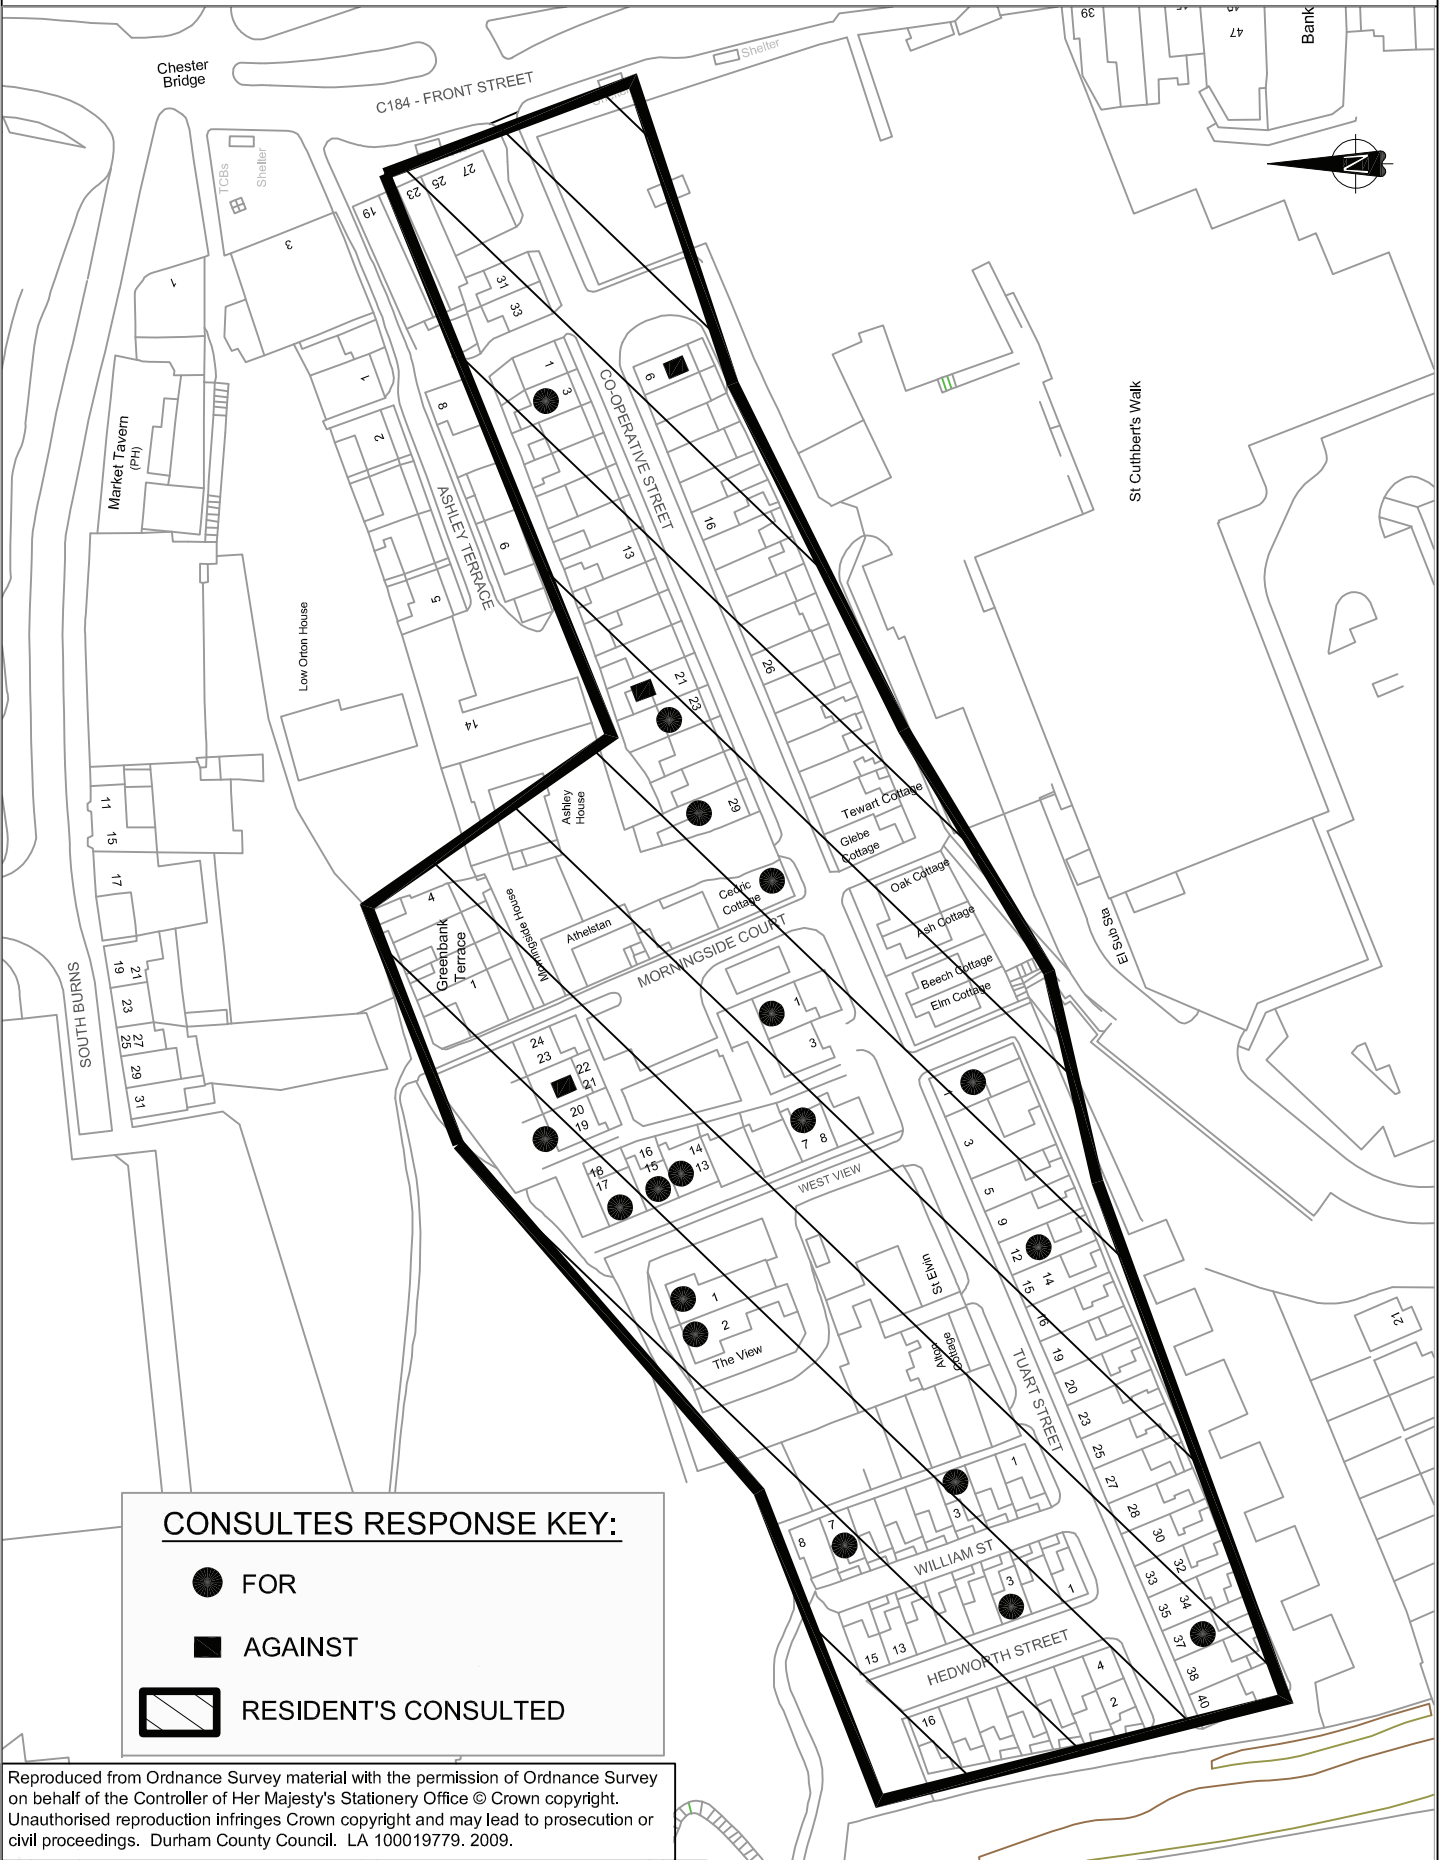 39
45
47
Bank
Chester
Bridge
C184 - FRONT STREET
Shelter
TCBs
Shelter
N
19
23
25
27
3
1
31
33
1
3
6
CO-OPERATIVE STREET
Market Tavern
(PH)
1
2
8
ASHLEY TERRACE
6
5
13
16
St Cuthbert's Walk
Low Orton House
14
21
23
26
29
Ashley
House
Tewart Cottage
Glebe
Cottage
Oak Cottage
Ash Cottage
Beech Cottage
Elm Cottage
El Sub Sta
11
15
17
19
21
23
25
27
29
31
SOUTH BURNS
4
Greenbank
Terrace
1
Morningside House
Athelstan
Cedric
Cottage
MORNINGSIDE COURT
1
3
24
23
22
21
20
19
18
17
16
15
14
13
7
8
WEST VIEW
1
3
5
9
12
14
15
16
19
20
23
25
27
28
30
32
33
34
35
37
38
40
St Elvin
Alton
Cottage
TUART STREET
1
2
The View
21
1
3
7
8
WILLIAM ST
3
1
15
13
HEDWORTH STREET
4
2
16
CONSULTES RESPONSE KEY:
FOR
AGAINST
RESIDENT'S CONSULTED
Reproduced from Ordnance Survey material with the permission of Ordnance Survey
on behalf of the Controller of Her Majesty's Stationery Office © Crown copyright.
Unauthorised reproduction infringes Crown copyright and may lead to prosecution or
civil proceedings.  Durham County Council.  LA 100019779. 2009.